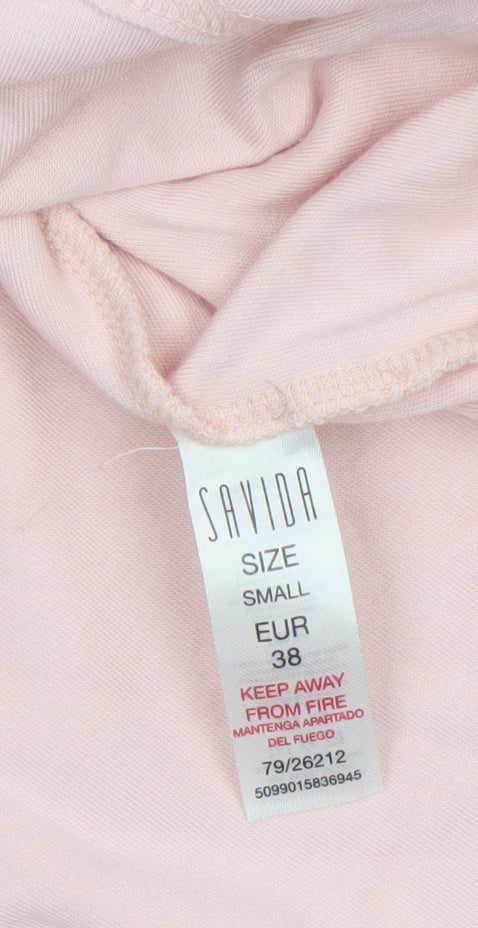 SAVIDA
SIZE
SMALL
EUR
38
KEEP AWAY
FROM FIRE
MANTENGA APARTADO
DEL FUEGO
79/26212
5099015836945